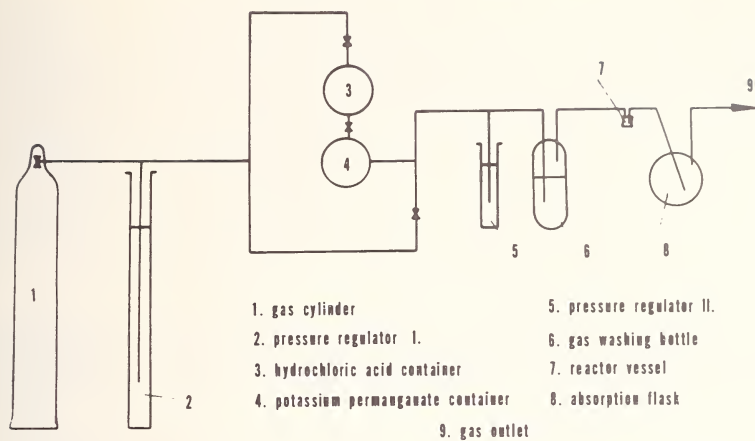 9
7
3
4
1
5
6
8
2
1. gas cylinder
2. pressure regulator I.
3. hydrochloric acid container
4. potassium permanganate container
5. pressure regulator II.
6. gas washing bottle
7. reactor vessel
8. absorption flask
9. gas outlet